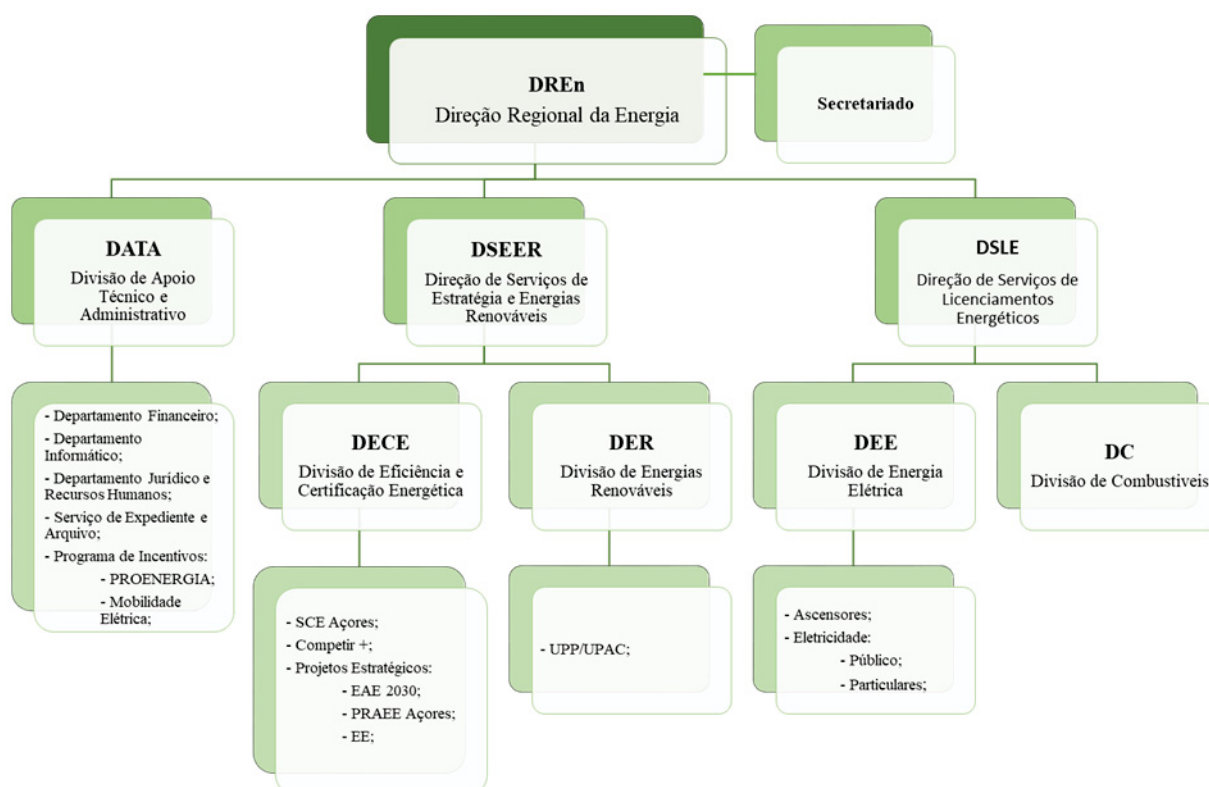 DREn
Direção Regional da Energia
Secretariado
DATA
Divisão de Apoio
Técnico e
Administrativo
DSEER
Direção de Serviços de
Estratégia e Energias
Renováveis
DSLE
Direção de Serviços de
Licenciamentos
Energéticos
- Departamento Financeiro;
- Departamento
Informático;
- Departamento Jurídico e
Recursos Humanos;
- Serviço de Expediente e
Arquivo;
- Programa de Incentivos:
- PROENERGIA;
- Mobilidade
Elétrica;
DECE
Divisão de Eficiência e
Certificação Energética
DER
Divisão de Energias
Renováveis
DEE
Divisão de Energia
Elétrica
DC
Divisão de Combustiveis
- SCE Açores;
- Competir +;
- Projetos Estratégicos:
- EAE 2030;
- PRAEE Açores;
- EE;
- UPP/UPAC;
- Ascensores;
- Eletricidade:
- Público;
- Particulares;